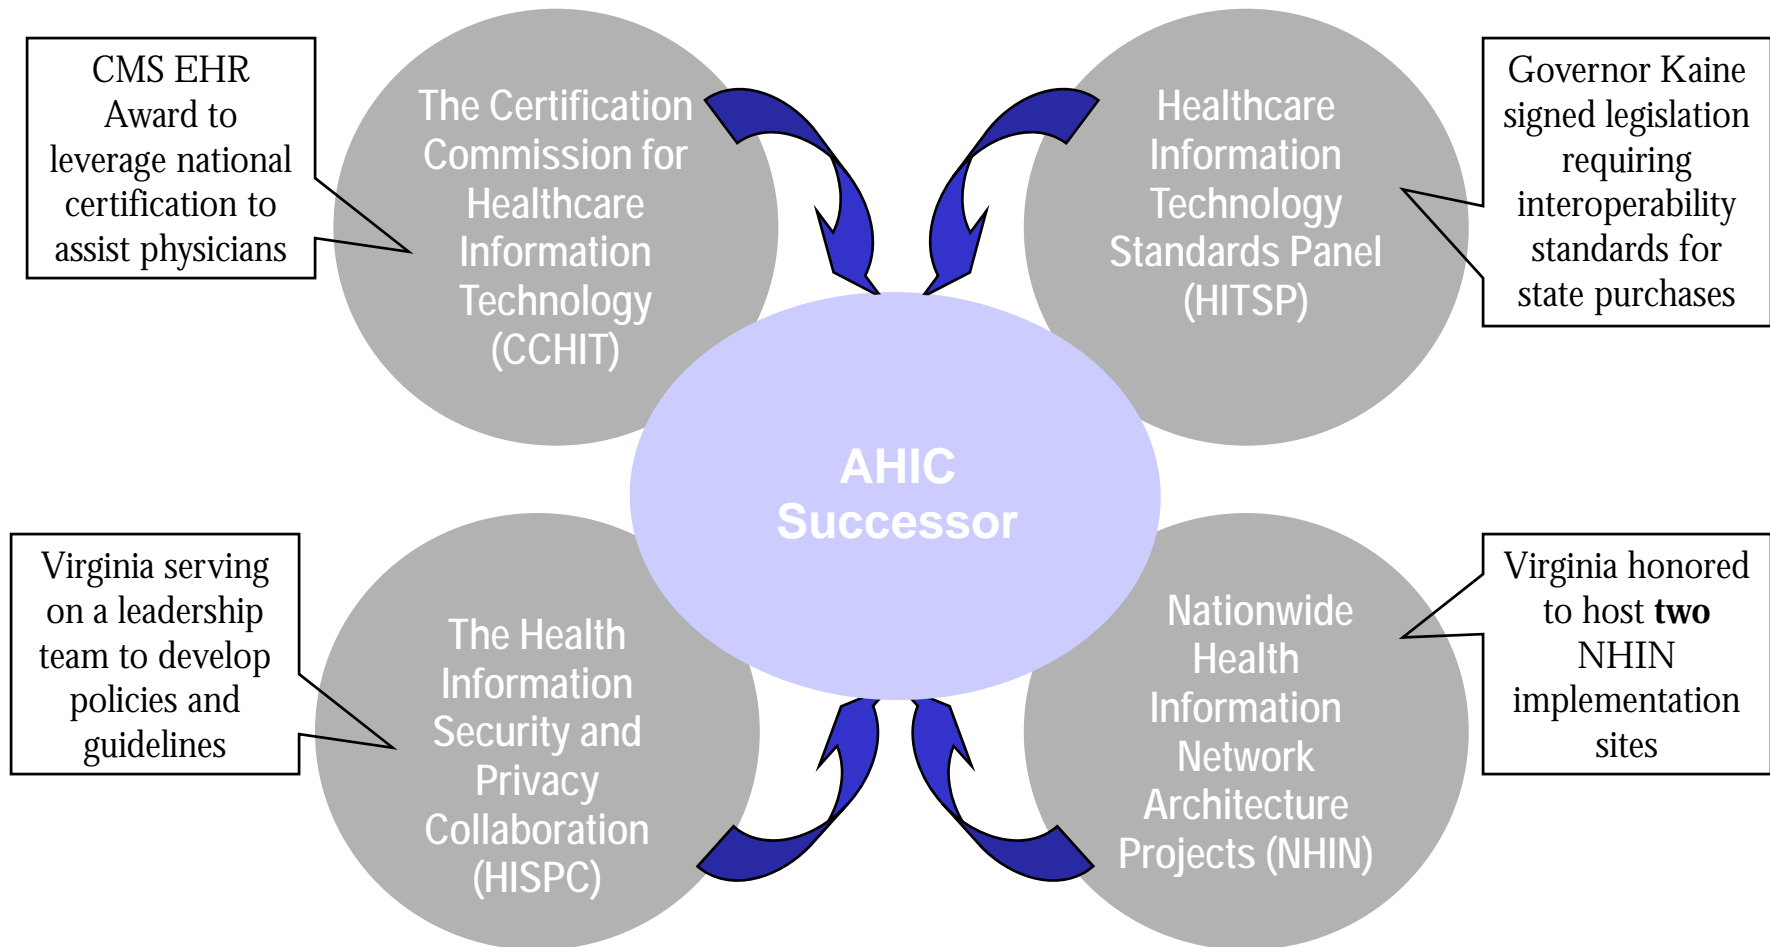 CMS EHR
Award to
leverage national
certification to
assist physicians
The Certification
Commission for
Healthcare
Information
Technology
(CCHIT)
Healthcare
Information
Technology
Standards Panel
(HITSP)
Governor Kaine
signed legislation
requiring
interoperability
standards for
state purchases
AHIC
Successor
Virginia serving
on a leadership
team to develop
policies and
guidelines
The Health
Information
Security and
Privacy
Collaboration
(HISPC)
Nationwide
Health
Information
Network
Architecture
Projects (NHIN)
Virginia honored
to host two
NHIN
implementation
sites